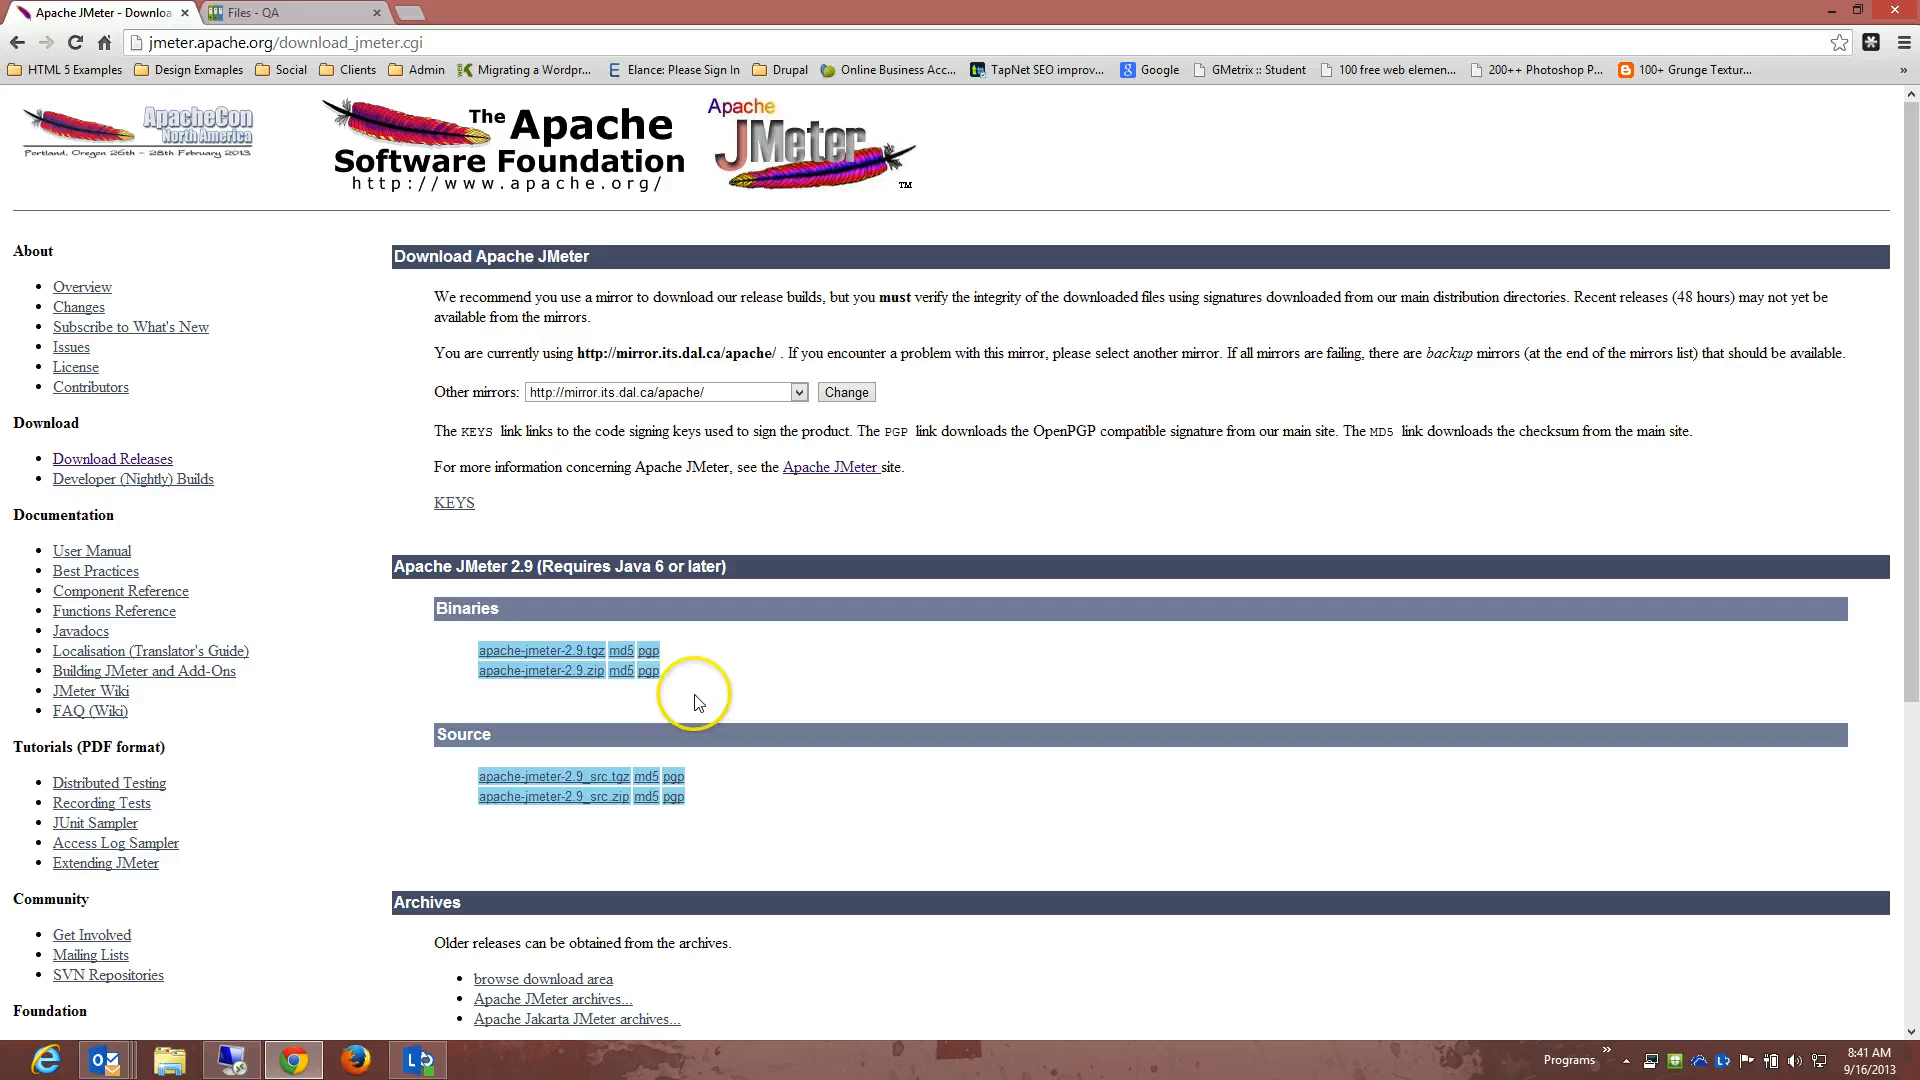 Apache JMeter - Downloa
Files - QA
jmeter.apache.org/download_jmeter.cgi
HTML 5 Examples
Design Exmaples
Social
Clients
Admin
Migrating a Wordpr...
Elance: Please Sign In
Drupal
Online Business Acc...
TapNet SEO improv...
Google
GMetrix :: Student
100 free web elemen...
200++ Photoshop P...
100+ Grunge Textur...
»
ApacheCon
North America
Portland, Oregon 26th - 28th February 2013
The Apache
Software Foundation
http://www.apache.org/
Apache
JMeter
TM
About
Overview
Changes
Subscribe to What's New
Issues
License
Contributors
Download
Download Releases
Developer (Nightly) Builds
Documentation
User Manual
Best Practices
Component Reference
Functions Reference
Javadocs
Localisation (Translator's Guide)
Building JMeter and Add-Ons
JMeter Wiki
FAQ (Wiki)
Tutorials (PDF format)
Distributed Testing
Recording Tests
JUnit Sampler
Access Log Sampler
Extending JMeter
Community
Get Involved
Mailing Lists
SVN Repositories
Foundation
Download Apache JMeter
We recommend you use a mirror to download our release builds, but you must verify the integrity of the downloaded files using signatures downloaded from our main distribution directories. Recent releases (48 hours) may not yet be
available from the mirrors.
You are currently using http://mirror.its.dal.ca/apache/ . If you encounter a problem with this mirror, please select another mirror. If all mirrors are failing, there are backup mirrors (at the end of the mirrors list) that should be available.
Other mirrors: http://mirror.its.dal.ca/apache/ Change
The KEYS link links to the code signing keys used to sign the product. The PGP link downloads the OpenPGP compatible signature from our main site. The MD5 link downloads the checksum from the main site.
For more information concerning Apache JMeter, see the Apache JMeter site.
KEYS
Apache JMeter 2.9 (Requires Java 6 or later)
Binaries
apache-jmeter-2.9.tgz md5 pgp
apache-jmeter-2.9.zip md5 pgp
Source
apache-jmeter-2.9_src.tgz md5 pgp
apache-jmeter-2.9_src.zip md5 pgp
Archives
Older releases can be obtained from the archives.
browse download area
Apache JMeter archives...
Apache Jakarta JMeter archives...
Programs
»
8:41 AM
9/16/2013